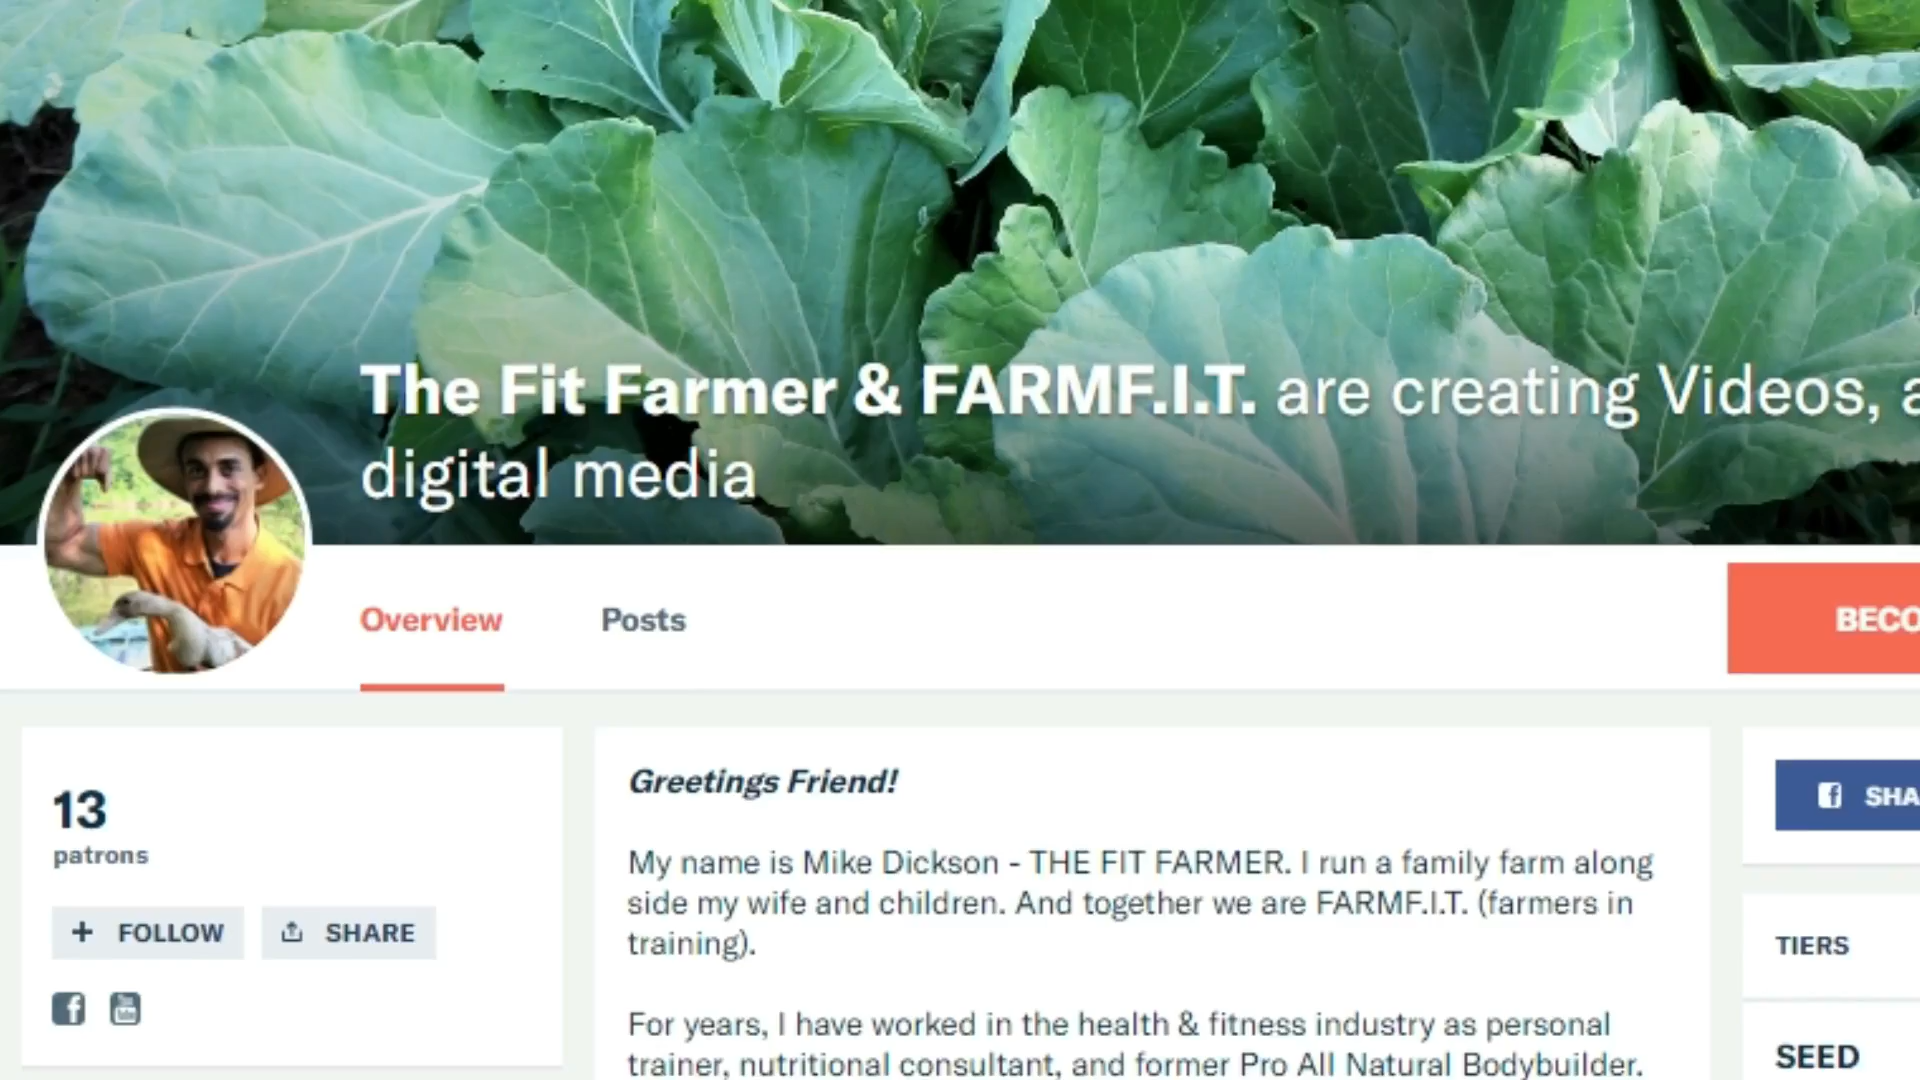 The Fit Farmer & FARMF.I.T. are creating Videos, a
digital media
Overview
Posts
BECO
13
patrons
+ FOLLOW
SHARE
Greetings Friend!
My name is Mike Dickson - THE FIT FARMER. I run a family farm along
side my wife and children. And together we are FARMF.I.T. (farmers in
training).
For years, I have worked in the health & fitness industry as personal
trainer, nutritional consultant, and former Pro All Natural Bodybuilder.
SHA
TIERS
SEED